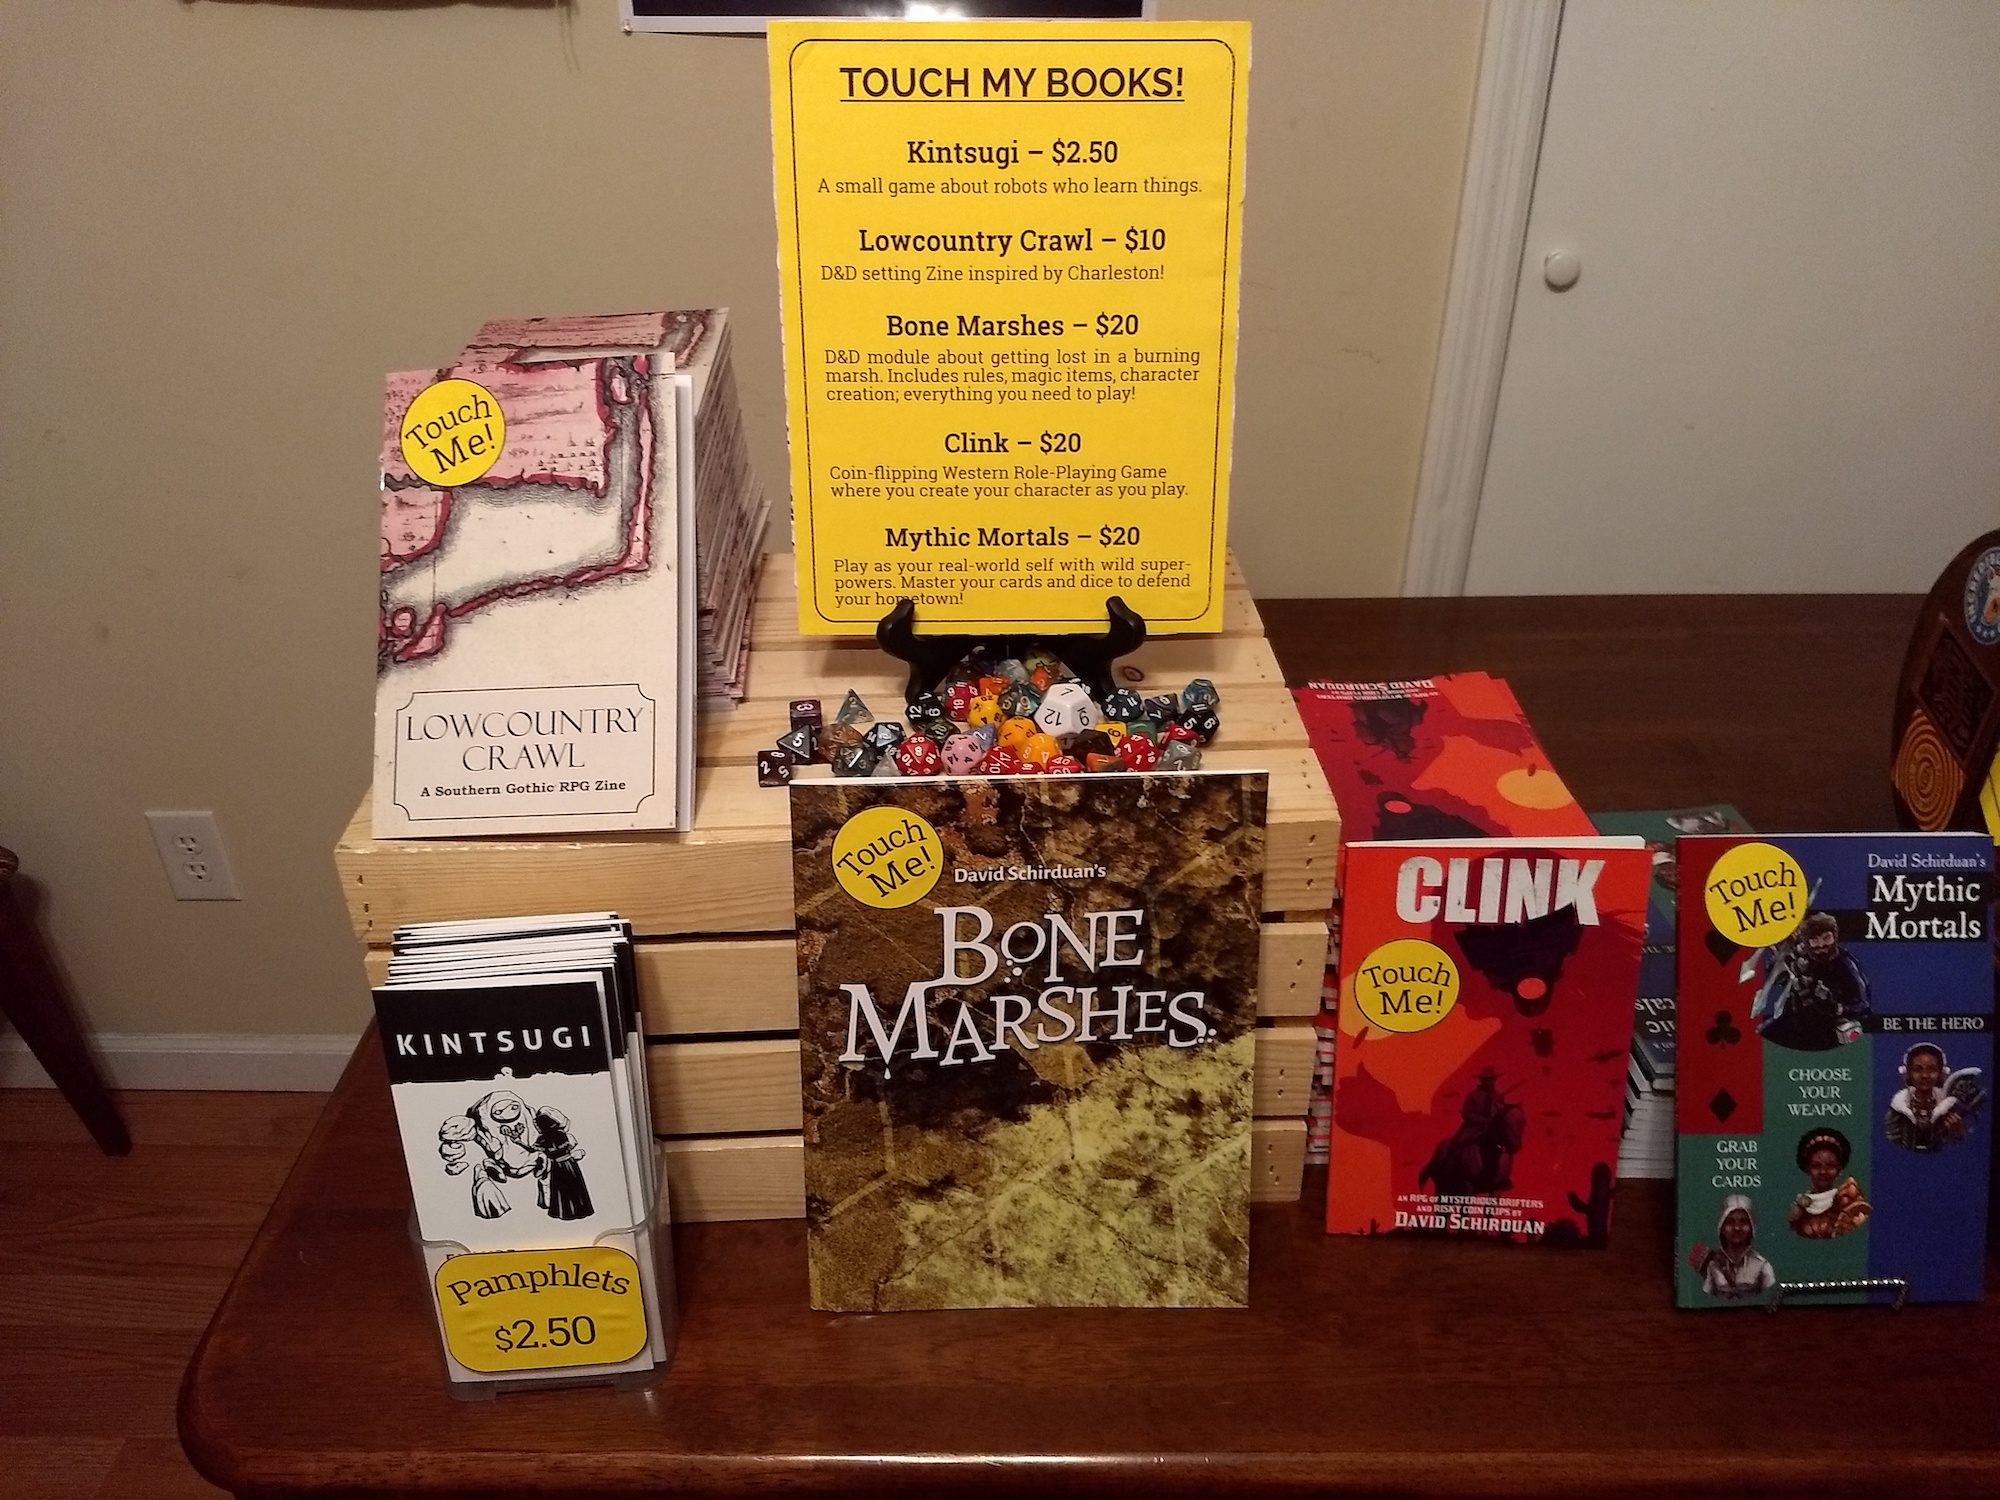 TOUCH MY BOOKS!
Kintsugi – $2.50
A small game about robots who learn things.
Lowcountry Crawl – $10
D&D setting Zine inspired by Charleston!
Bone Marshes – $20
D&D module about getting lost in a burning
marsh. Includes rules, magic items, character
creation; everything you need to play!
Clink – $20
Coin-flipping Western Role-Playing Game
where you create your character as you play.
Mythic Mortals – $20
Play as your real-world self with wild super-
powers. Master your cards and dice to defend
your hometown!
Touch
Me!
LOWCOUNTRY
CRAWL
A Southern Gothic RPG Zine
KINTSUGI
Pamphlets
$2.50
Touch
Me!
David Schirduan's
BONE
MARSHES
DAVID SCHIRDUAN
CLINK
Touch
Me!
AN RPG OF MYSTERIOUS DRIFTERS
AND RISKY COIN FLIPS BY
DAVID SCHIRDUAN
Touch
Me!
David Schirduan's
Mythic
Mortals
BE THE HERO
CHOOSE
YOUR
WEAPON
GRAB
YOUR
CARDS